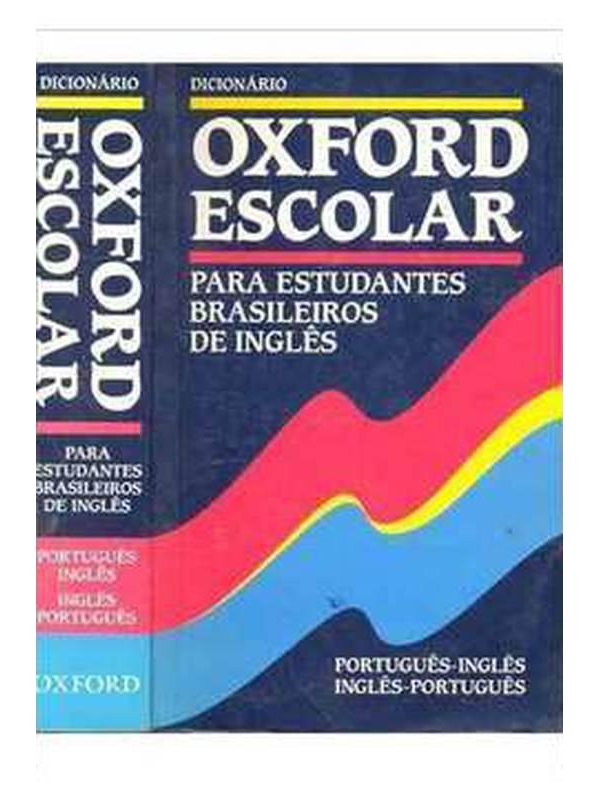 DICIONÁRIO
OXFORD
ESCOLAR
PARA
ESTUDANTES
BRASILEIROS
DE INGLÊS
PORTUGUÊS
INGLÊS
INGLÊS
PORTUGUÊS
OXFORD
DICIONÁRIO
OXFORD
ESCOLAR
PARA ESTUDANTES
BRASILEIROS
DE INGLÊS
PORTUGUÊS-INGLÊS
INGLÊS-PORTUGUÊS